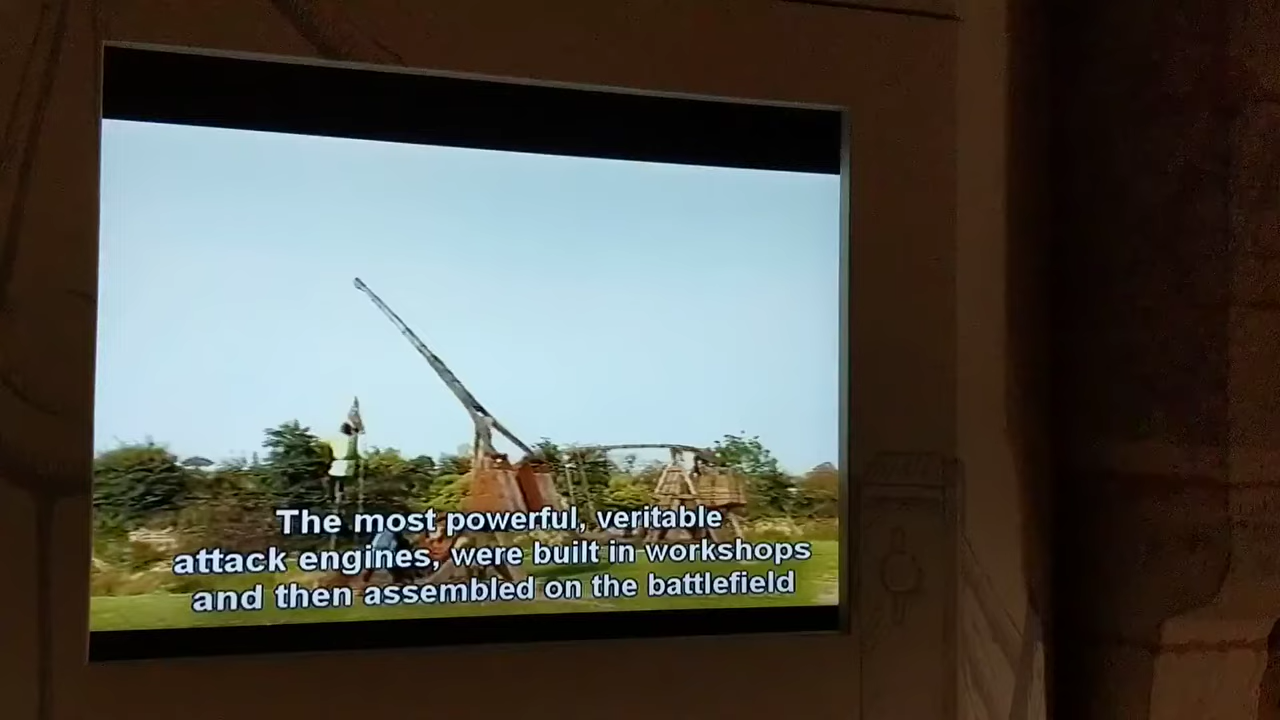 The most powerful, veritable
attack engines, were built in workshops
and then assembled on the battlefield